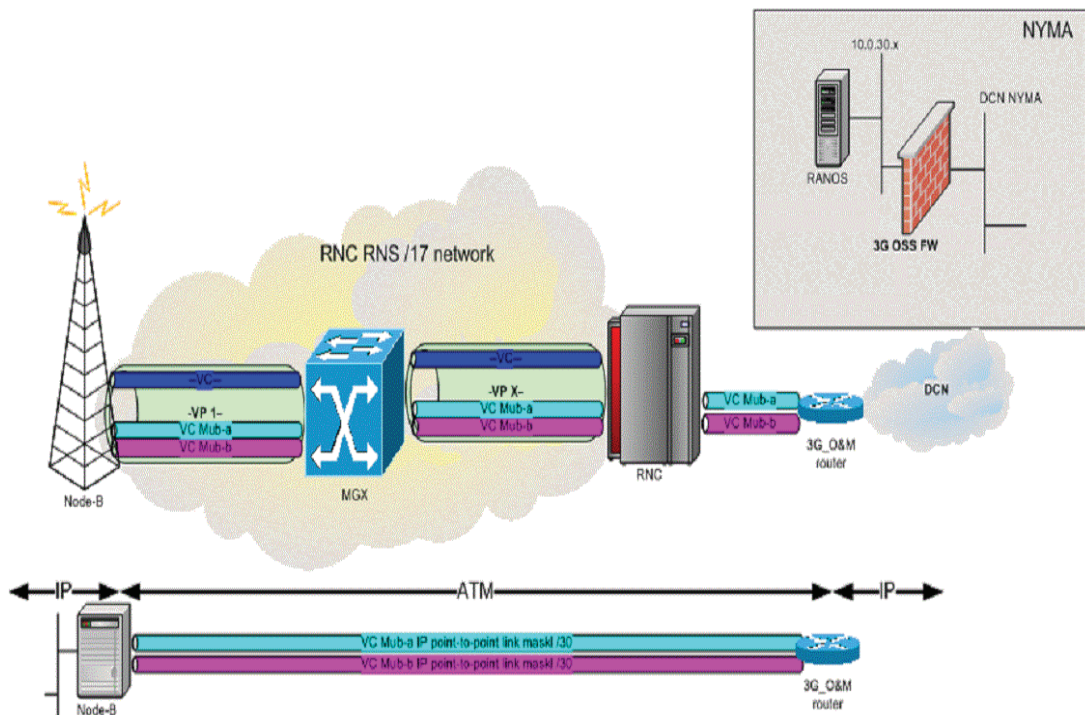 NYMA
10.0.30.x
DCN NYMA
RANOS
3G OSS FW
RNC RNS /17 network
–VC–
–VC–
-VP 1–
-VP X–
VC Mub-a
VC Mub-b
VC Mub-a
VC Mub-b
VC Mub-a
VC Mub-b
DCN
3G_O&M
router
RNC
MGX
Node-B
IP
ATM
IP
VC Mub-a IP point-to-point link maskl /30
VC Mub-b IP point-to-point link maskl /30
3G_O&M
router
Node-B